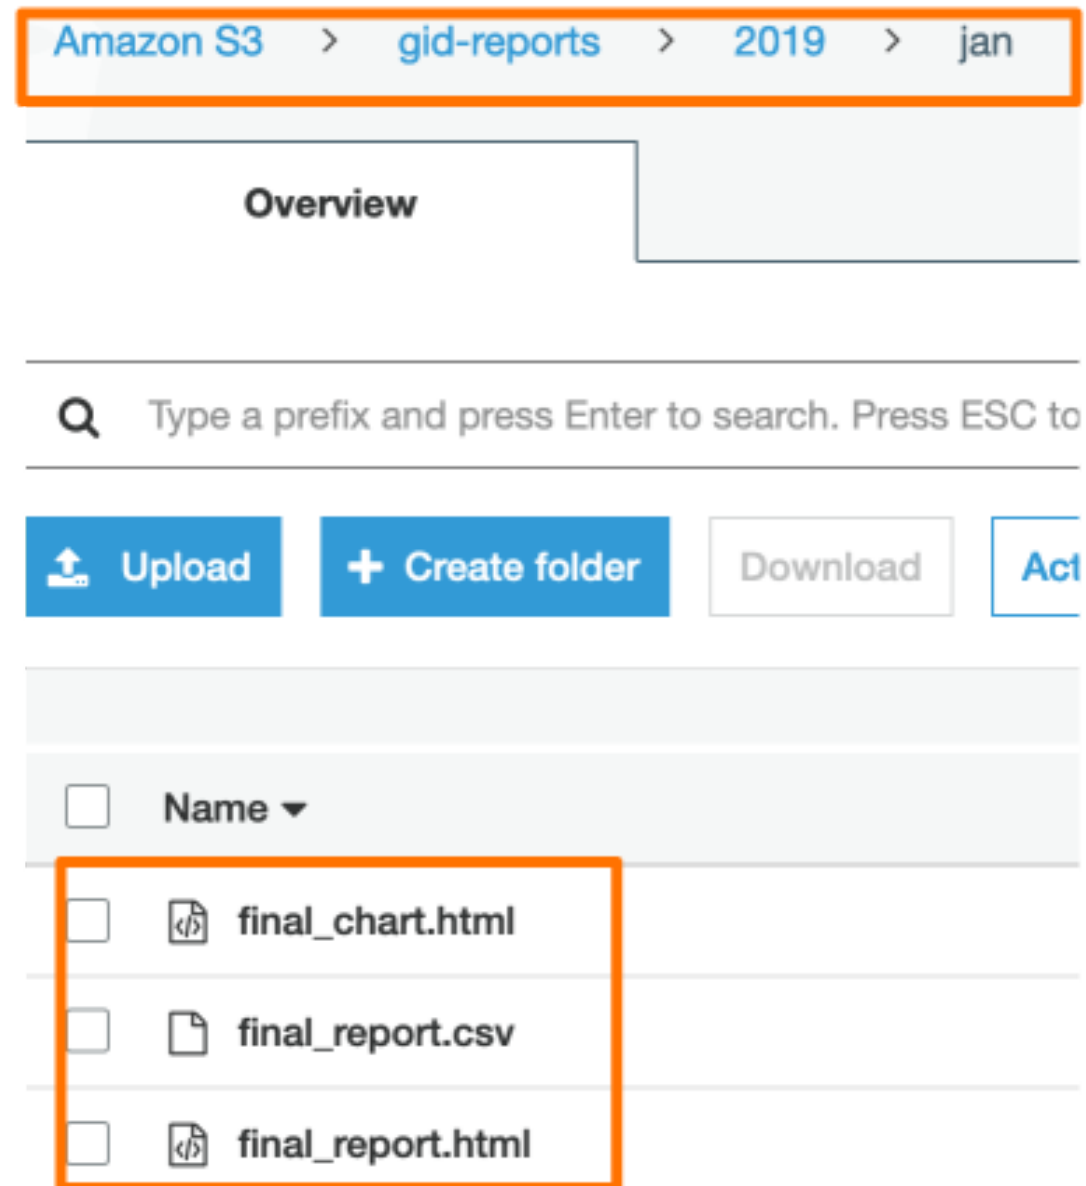 Amazon S3 > gid-reports > 2019 > jan
Overview
Type a prefix and press Enter to search. Press ESC to
Upload + Create folder Download Act
Name
final_chart.html
final_report.csv
final_report.html